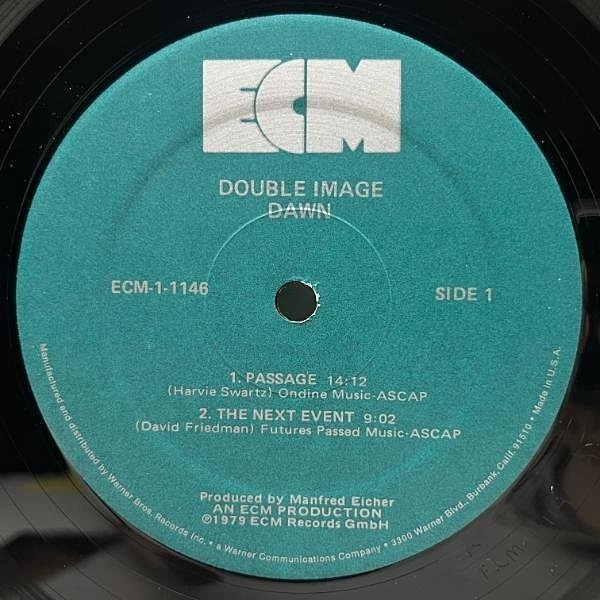 ECM
DOUBLE IMAGE
DAWN
ECM-1-1146
SIDE 1
1. PASSAGE 14:12
(Harvie Swartz) Ondine Music-ASCAP
2. THE NEXT EVENT 9:02
(David Friedman) Futures Passed Music-ASCAP
Produced by Manfred Eicher
AN ECM PRODUCTION
℗1979 ECM Records GmbH
Manufactured and distributed by Warner Bros. Records Inc. • a Warner Communications Company • 3300 Warner Blvd., Burbank, Calif. 91510 • Made in U.S.A.